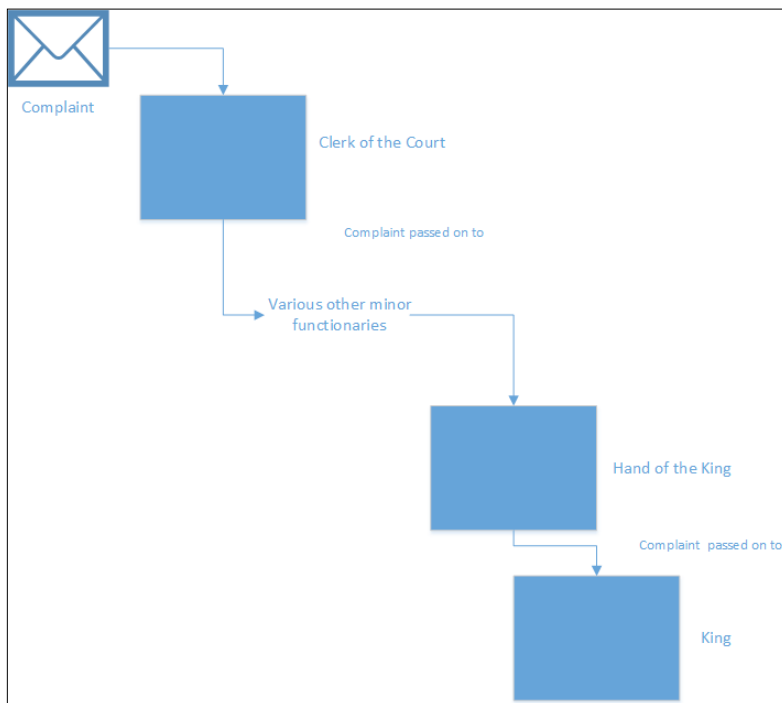 Complaint
Clerk of the Court
Complaint passed on to
Various other minor
functionaries
Hand of the King
Complaint passed on to
King